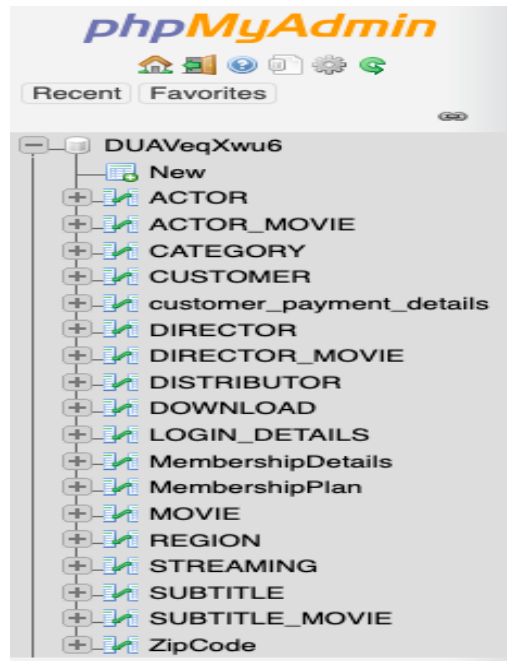 phpMyAdmin
Recent Favorites
DUAVeqXwu6
New
ACTOR
ACTOR_MOVIE
CATEGORY
CUSTOMER
customer_payment_details
DIRECTOR
DIRECTOR_MOVIE
DISTRIBUTOR
DOWNLOAD
LOGIN_DETAILS
MembershipDetails
MembershipPlan
MOVIE
REGION
STREAMING
SUBTITLE
SUBTITLE_MOVIE
ZipCode